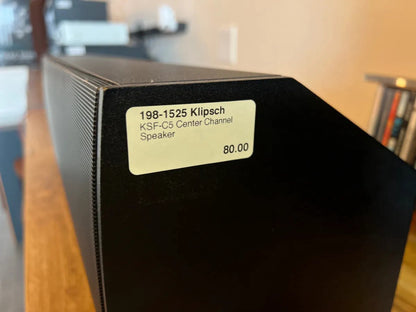 198-1525 Klipsch
KSF-C5 Center Channel
Speaker
80.00